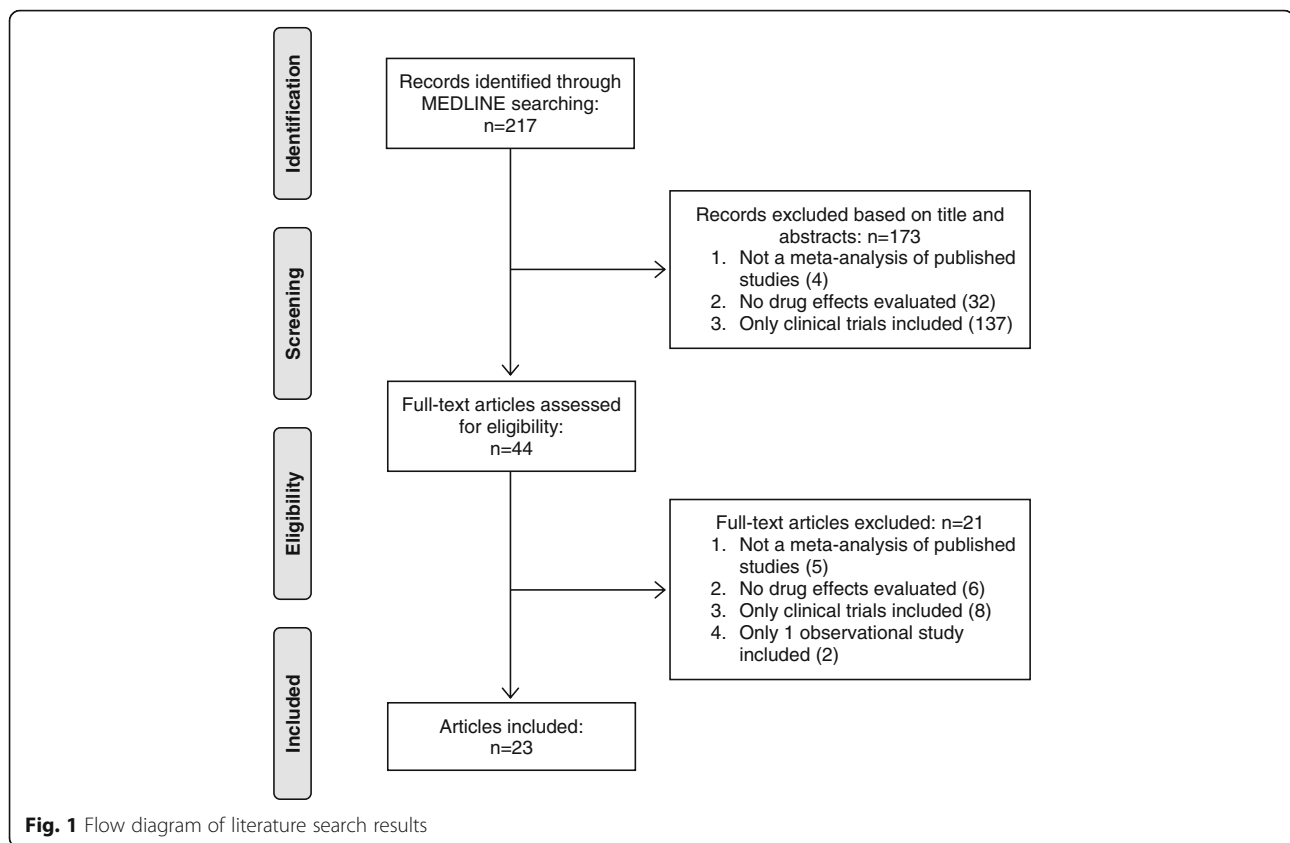 Identification
Records identified through
MEDLINE searching:
n=217
Screening
Records excluded based on title and
abstracts: n=173
1. Not a meta-analysis of published
studies (4)
2. No drug effects evaluated (32)
3. Only clinical trials included (137)
Full-text articles assessed
for eligibility:
n=44
Eligibility
Full-text articles excluded: n=21
1. Not a meta-analysis of published
studies (5)
2. No drug effects evaluated (6)
3. Only clinical trials included (8)
4. Only 1 observational study
included (2)
Included
Articles included:
n=23
Fig. 1 Flow diagram of literature search results